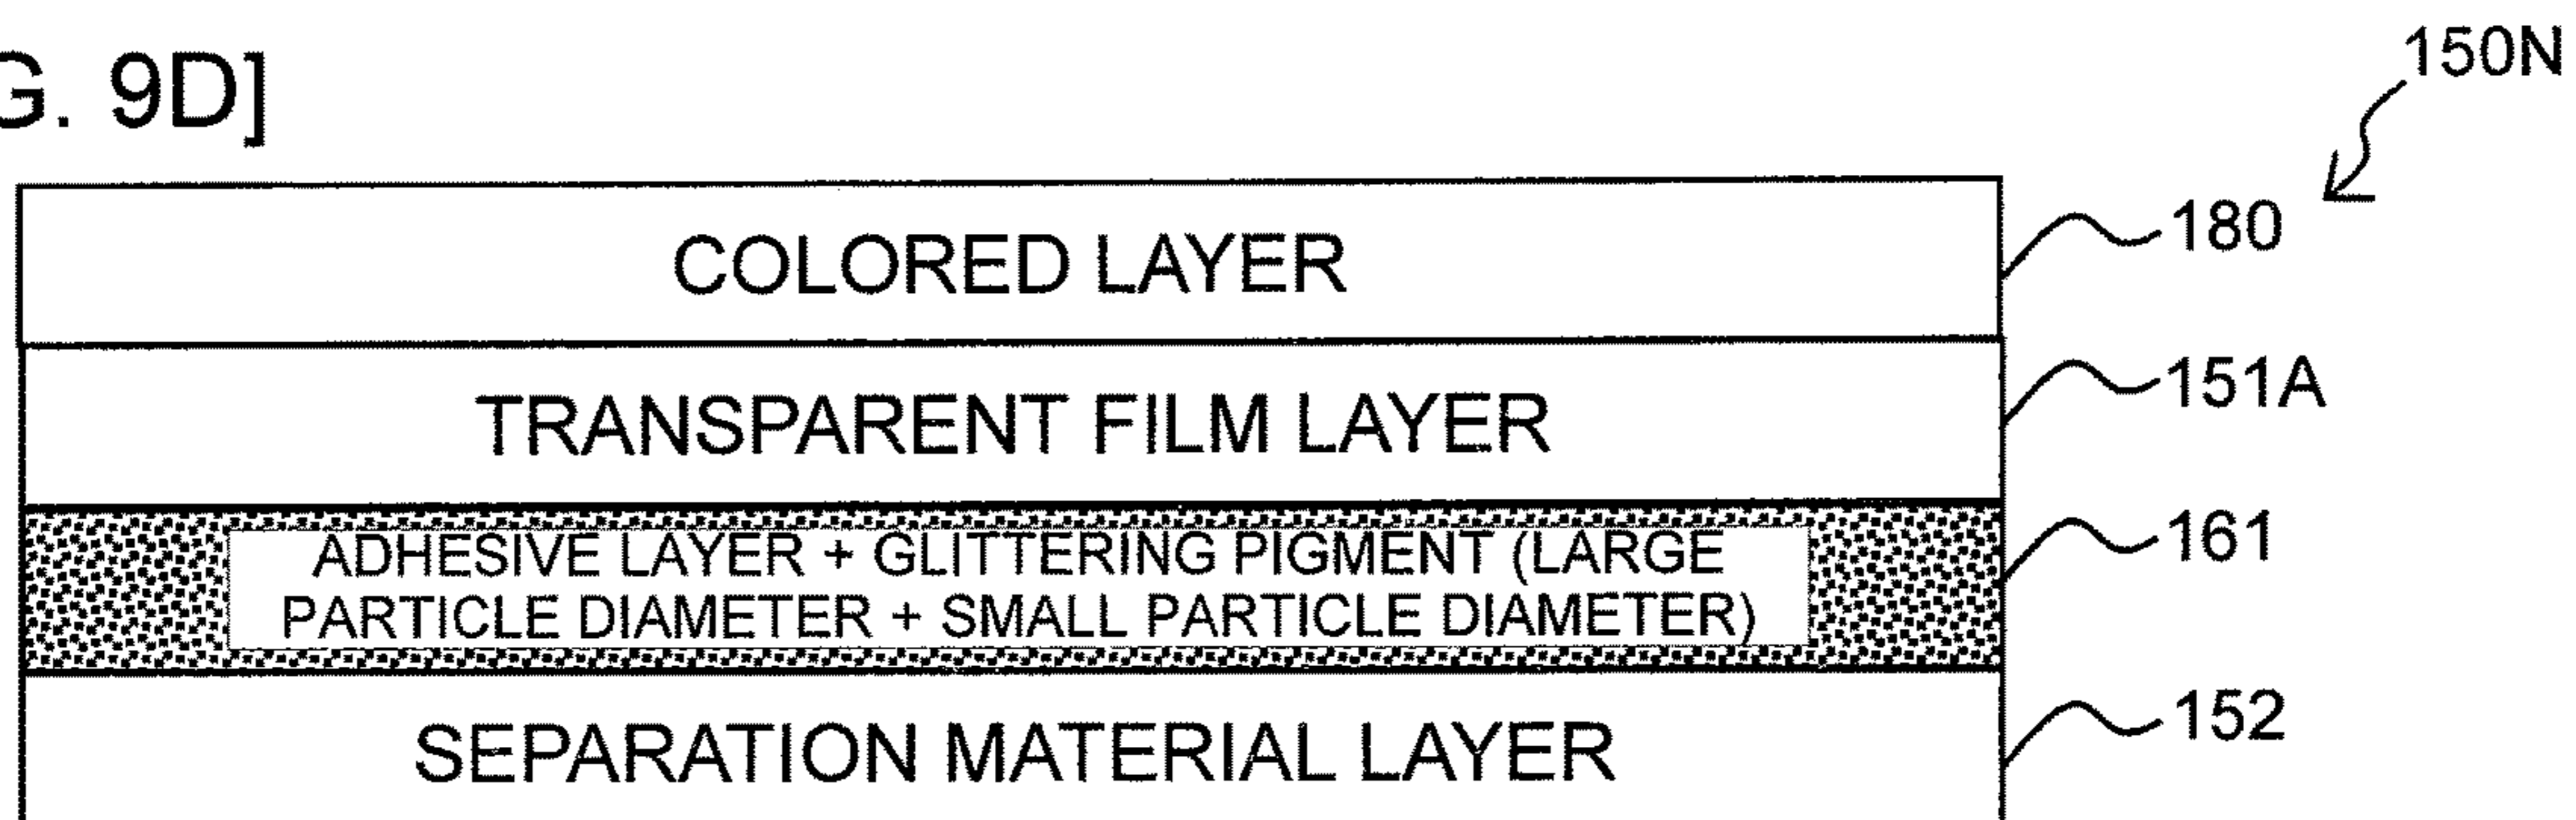 G. 9D]
150N
COLORED LAYER
180
TRANSPARENT FILM LAYER
151A
ADHESIVE LAYER + GLITTERING PIGMENT (LARGE
PARTICLE DIAMETER + SMALL PARTICLE DIAMETER)
161
SEPARATION MATERIAL LAYER
152